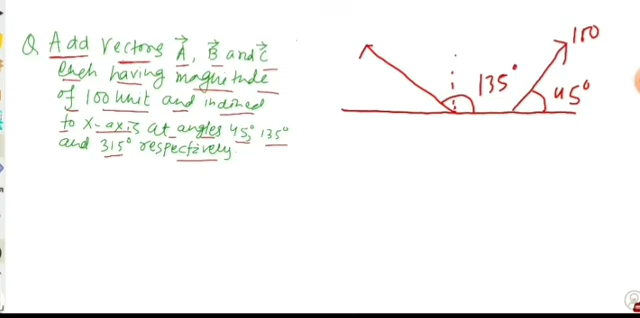 Q Add vectors A⃗, B⃗ and C⃗
each having magnitude
of 100 unit and inclined
to X-axis at angles 45°, 135°
and 315° respectively.
100
135°
45°